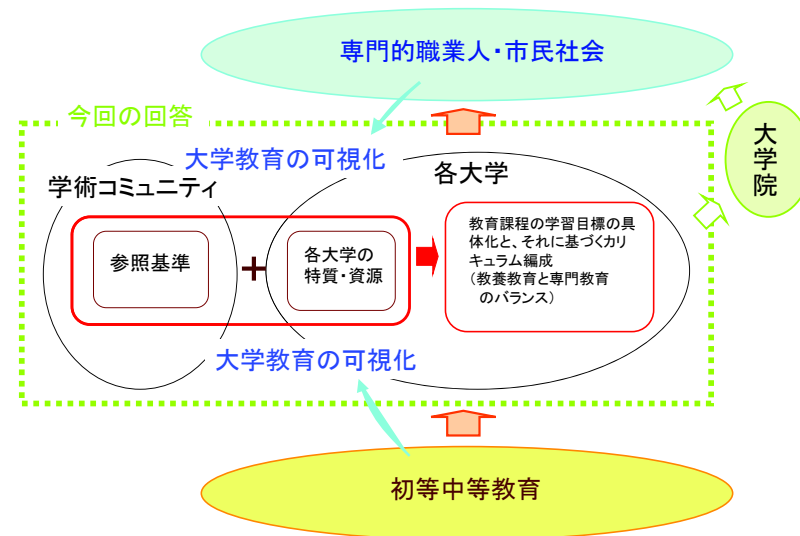 専門的職業人・市民社会
今回の回答
大学院
大学教育の可視化
学術コミュニティ
各大学
参照基準
+
各大学の
特質・資源
教育課程の学習目標の具
体化と、それに基づくカリ
キュラム編成
（教養教育と専門教育
のバランス）
大学教育の可視化
初等中等教育